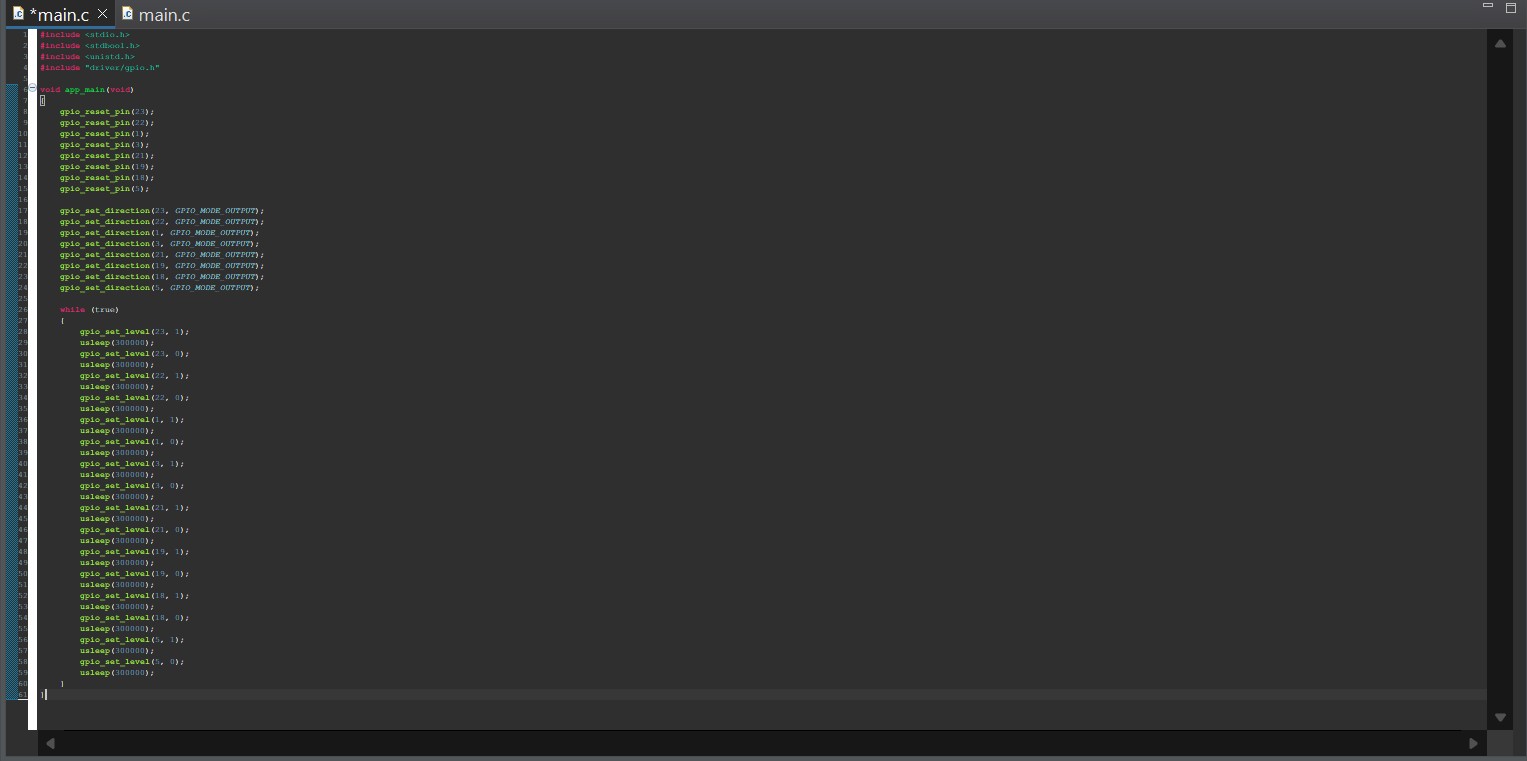 *main.c
main.c
1 #include <stdio.h>
2 #include <stdbool.h>
3 #include <unistd.h>
4 #include "driver/gpio.h"
5
6 void app_main(void)
7 {
8     gpio_reset_pin(23);
9     gpio_reset_pin(22);
10     gpio_reset_pin(1);
11     gpio_reset_pin(3);
12     gpio_reset_pin(21);
13     gpio_reset_pin(19);
14     gpio_reset_pin(18);
15     gpio_reset_pin(5);
16
17     gpio_set_direction(23, GPIO_MODE_OUTPUT);
18     gpio_set_direction(22, GPIO_MODE_OUTPUT);
19     gpio_set_direction(1, GPIO_MODE_OUTPUT);
20     gpio_set_direction(3, GPIO_MODE_OUTPUT);
21     gpio_set_direction(21, GPIO_MODE_OUTPUT);
22     gpio_set_direction(19, GPIO_MODE_OUTPUT);
23     gpio_set_direction(18, GPIO_MODE_OUTPUT);
24     gpio_set_direction(5, GPIO_MODE_OUTPUT);
25
26     while (true)
27     {
28         gpio_set_level(23, 1);
29         usleep(300000);
30         gpio_set_level(23, 0);
31         usleep(300000);
32         gpio_set_level(22, 1);
33         usleep(300000);
34         gpio_set_level(22, 0);
35         usleep(300000);
36         gpio_set_level(1, 1);
37         usleep(300000);
38         gpio_set_level(1, 0);
39         usleep(300000);
40         gpio_set_level(3, 1);
41         usleep(300000);
42         gpio_set_level(3, 0);
43         usleep(300000);
44         gpio_set_level(21, 1);
45         usleep(300000);
46         gpio_set_level(21, 0);
47         usleep(300000);
48         gpio_set_level(19, 1);
49         usleep(300000);
50         gpio_set_level(19, 0);
51         usleep(300000);
52         gpio_set_level(18, 1);
53         usleep(300000);
54         gpio_set_level(18, 0);
55         usleep(300000);
56         gpio_set_level(5, 1);
57         usleep(300000);
58         gpio_set_level(5, 0);
59         usleep(300000);
60     }
61 }